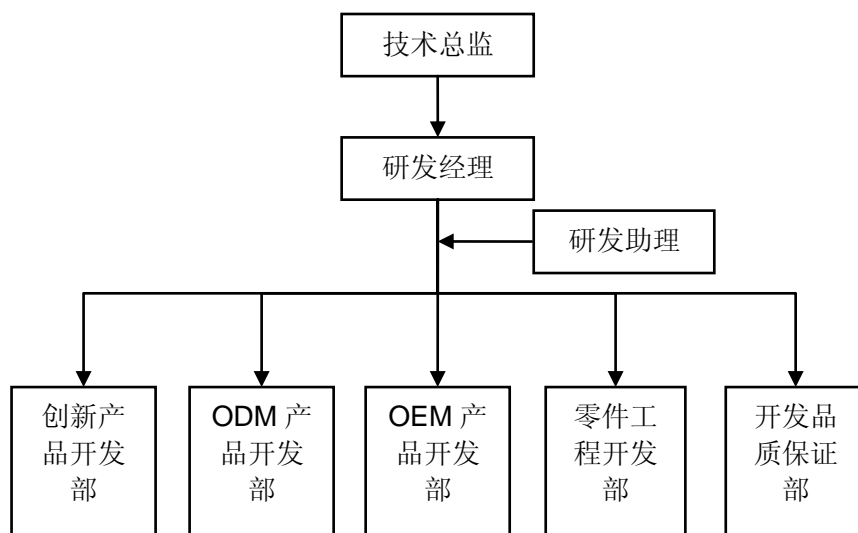 技术总监
研发经理
研发助理
创新产
品开发
部
ODM 产
品开发
部
OEM 产
品开发
部
零件工
程开发
部
开发品
质保证
部